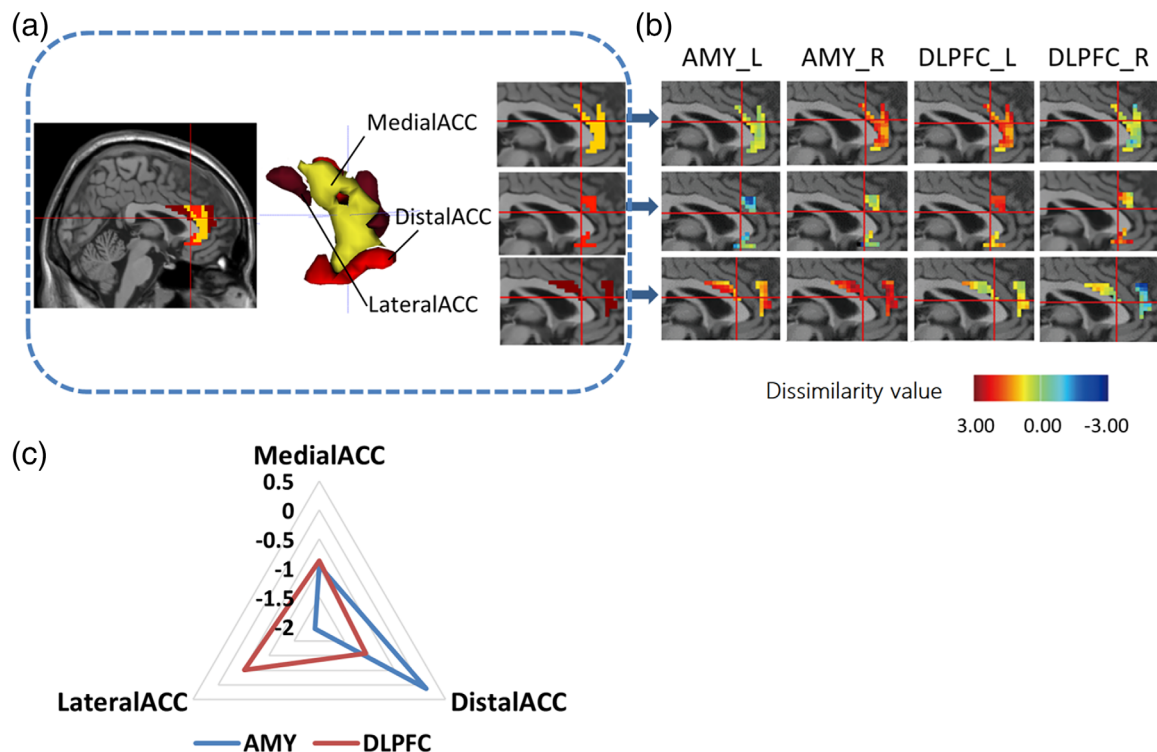 (a)
MedialACC
DistalACC
LateralACC
(b)
AMY_L AMY_R DLPFC_L DLPFC_R
Dissimilarity value
3.00 0.00 -3.00
(c)
MedialACC
0.5
0
-0.5
-1
-1.5
-2
LateralACC DistalACC
AMY DLPFC